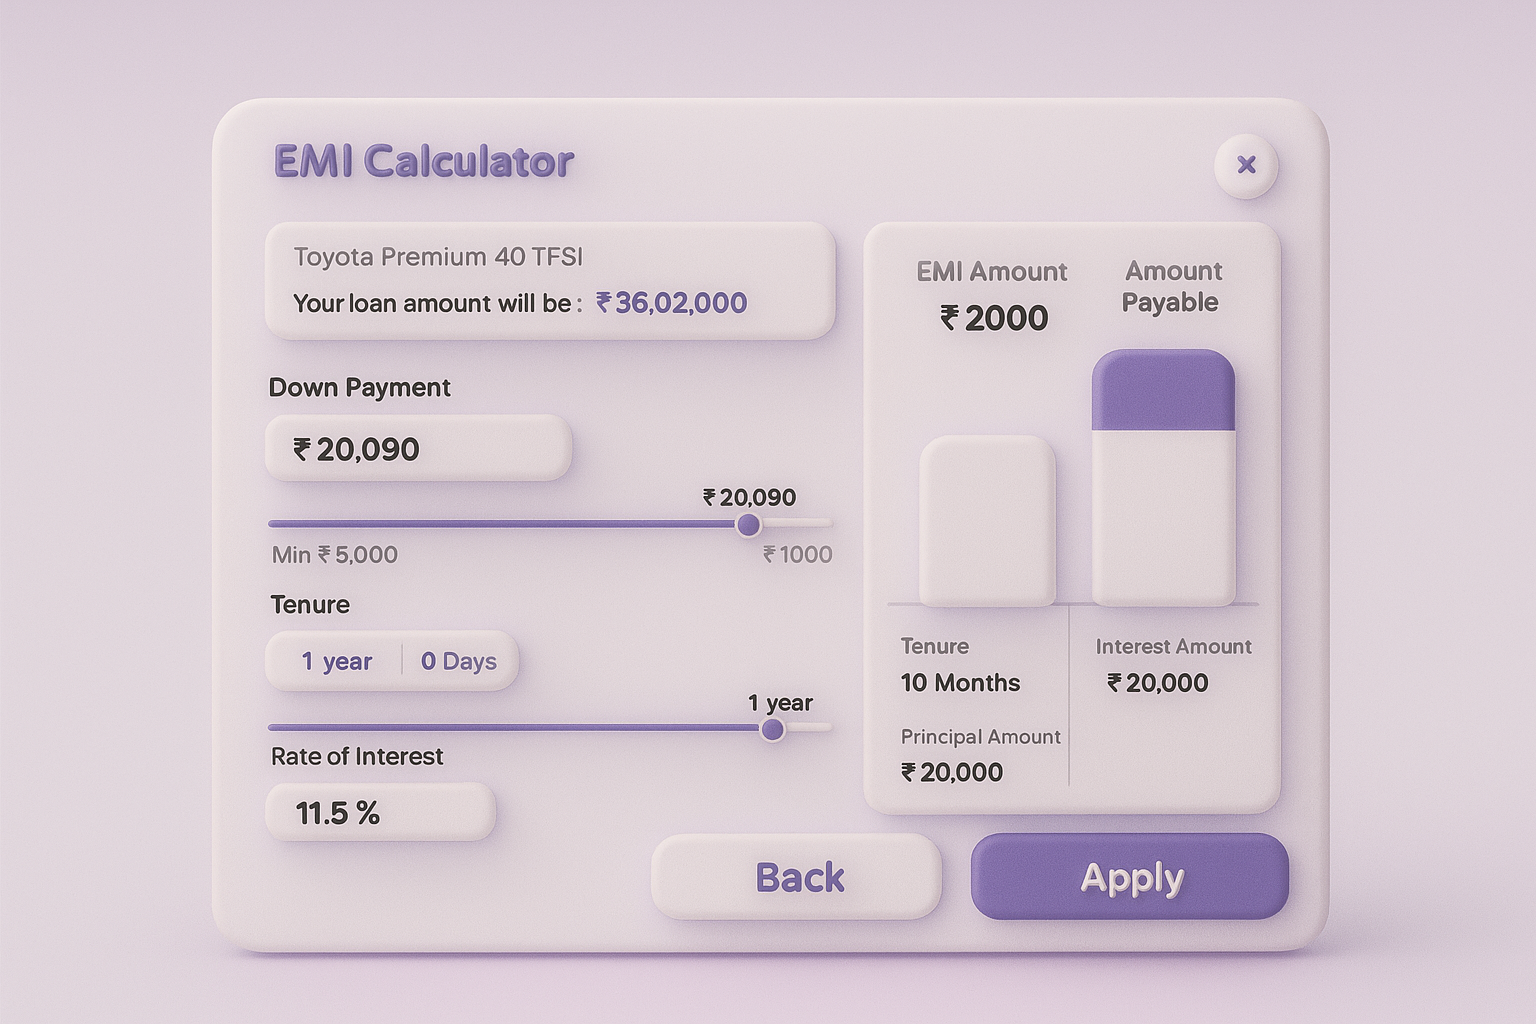 EMI Calculator
×
Toyota Premium 40 TFSI
Your loan amount will be : ₹36,02,000
Down Payment
₹20,090
₹20,090
Min ₹5,000
₹1000
Tenure
1 year
0 Days
1 year
Rate of Interest
11.5 %
EMI Amount
₹2000
Amount
Payable
Tenure
10 Months
Interest Amount
₹20,000
Principal Amount
₹20,000
Back
Apply